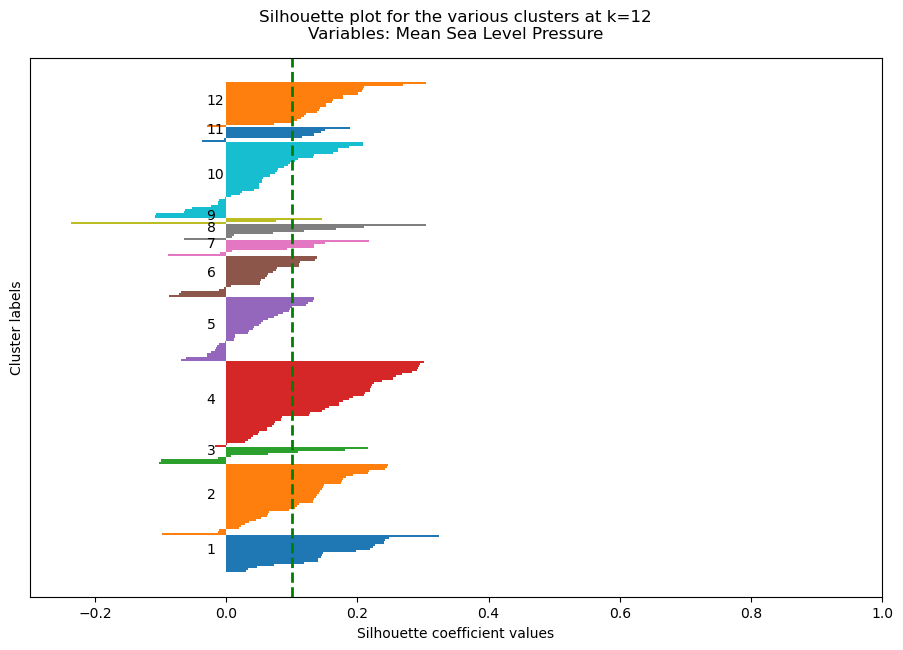 Silhouette plot for the various clusters at k=12
Variables: Mean Sea Level Pressure
12
11
10
9
8
7
6
5
4
3
2
1
Cluster labels
−0.2 0.0 0.2 0.4 0.6 0.8 1.0
Silhouette coefficient values